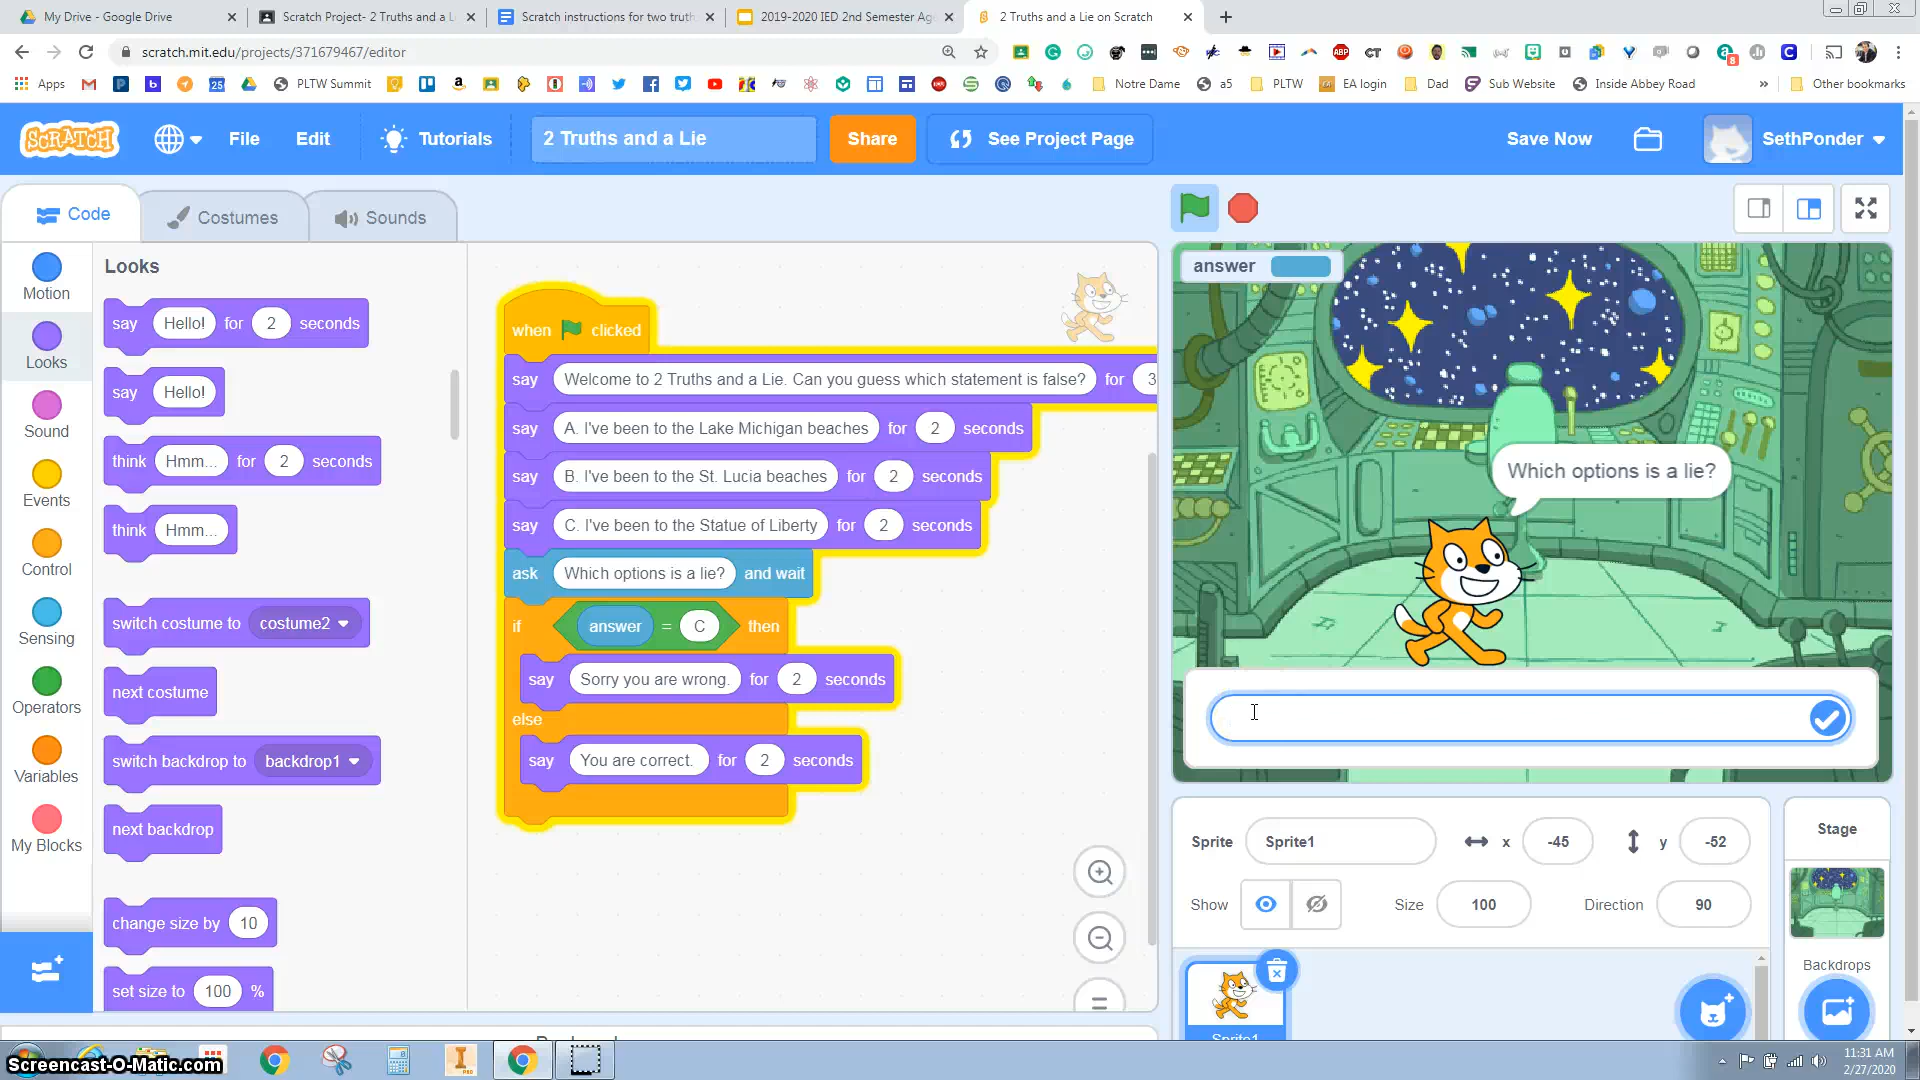 My Drive - Google Drive
Scratch Project- 2 Truths and a L
Scratch instructions for two truth
2019-2020 IED 2nd Semester Ag
2 Truths and a Lie on Scratch
scratch.mit.edu/projects/371679467/editor
Apps
PLTW Summit
Notre Dame
a5
PLTW
EA login
Dad
Sub Website
Inside Abbey Road
Other bookmarks
SCRATCH
File
Edit
Tutorials
2 Truths and a Lie
Share
See Project Page
Save Now
SethPonder
Code
Costumes
Sounds
Motion
Looks
Sound
Events
Control
Sensing
Operators
Variables
My Blocks
Looks
say Hello! for 2 seconds
say Hello!
think Hmm... for 2 seconds
think Hmm...
switch costume to costume2
next costume
switch backdrop to backdrop1
next backdrop
change size by 10
set size to 100 %
when clicked
say Welcome to 2 Truths and a Lie. Can you guess which statement is false? for 3
say A. I've been to the Lake Michigan beaches for 2 seconds
say B. I've been to the St. Lucia beaches for 2 seconds
say C. I've been to the Statue of Liberty for 2 seconds
ask Which options is a lie? and wait
if answer = C then
say Sorry you are wrong. for 2 seconds
else
say You are correct. for 2 seconds
answer
Which options is a lie?
Sprite Sprite1 x -45 y -52
Show Size 100 Direction 90
Sprite1
Stage
Backdrops
Screencast-O-Matic.com
11:31 AM
2/27/2020